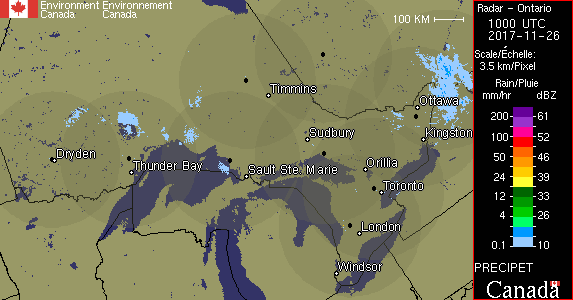 Environment Environnement
Canada Canada
100 KM
Timmins
Ottawa
Sudbury
Kingston
Dryden
Thunder Bay
Sault Ste. Marie
Orillia
Toronto
London
Windsor
Radar - Ontario
1000 UTC
2017-11-26
Scale/Échelle:
3.5 km/Pixel
Rain/Pluie
mm/hr dBZ
200 61
100 52
50 46
24 39
12 33
4 26
0.1 10
PRECIPET
Canada